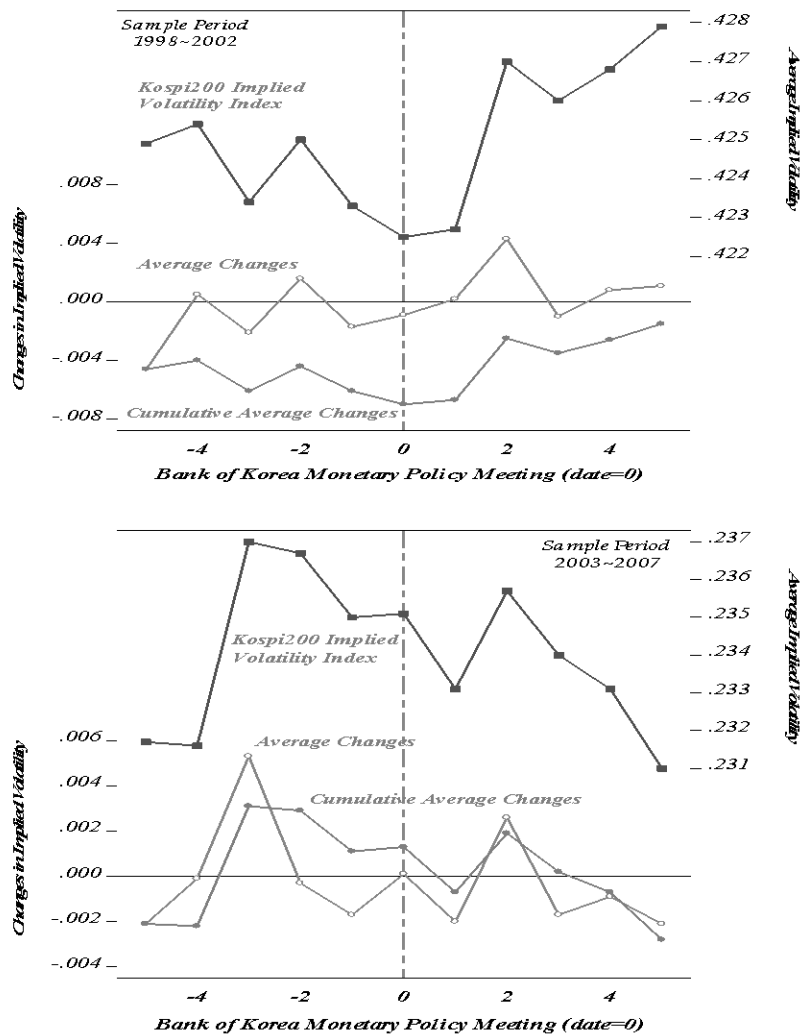 Sample Period
1998~2002
Kospi200 Implied
Volatility Index
.428
.427
.426
.425
.424
.423
.422
Average Implied Volatility
.008
.004
.000
-.004
-.008
Changes in Implied Volatility
Average Changes
Cumulative Average Changes
-4 -2 0 2 4
Bank of Korea Monetary Policy Meeting (date=0)
Sample Period
2003~2007
.237
.236
.235
.234
.233
.232
.231
Average Implied Volatility
Kospi200 Implied
Volatility Index
.006
.004
.002
.000
-.002
-.004
Changes in Implied Volatility
Average Changes
Cumulative Average Changes
-4 -2 0 2 4
Bank of Korea Monetary Policy Meeting (date=0)